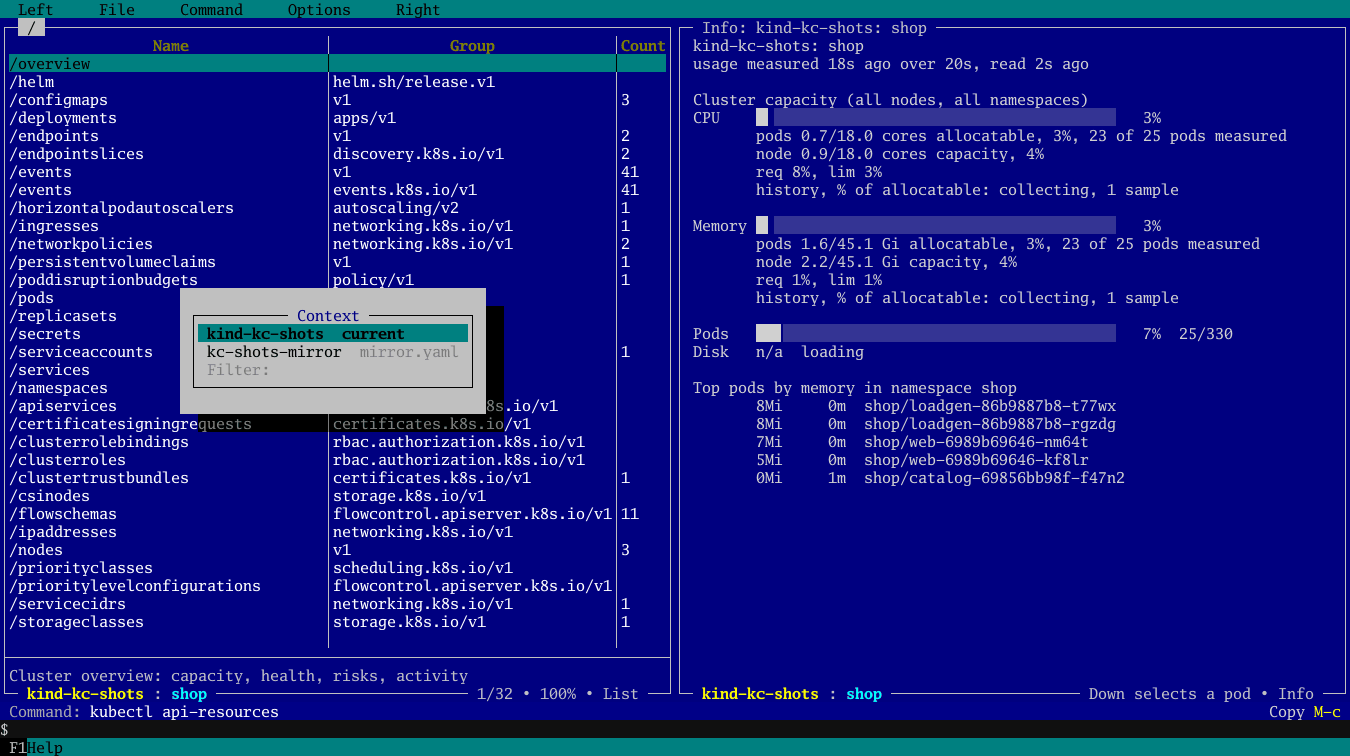 Left File Command Options Right
/
Name Group Count
/overview
/helm helm.sh/release.v1
/configmaps v1 3
/deployments apps/v1
/endpoints v1 2
/endpointslices discovery.k8s.io/v1 2
/events v1 41
/events events.k8s.io/v1 41
/horizontalpodautoscalers autoscaling/v2 1
/ingresses networking.k8s.io/v1 1
/networkpolicies networking.k8s.io/v1 2
/persistentvolumeclaims v1 1
/poddisruptionbudgets policy/v1 1
/pods
/replicasets
/secrets
/serviceaccounts 1
/services
/namespaces
/apiservices 8s.io/v1
/certificatesigningrequests certificates.k8s.io/v1
/clusterrolebindings rbac.authorization.k8s.io/v1
/clusterroles rbac.authorization.k8s.io/v1
/clustertrustbundles certificates.k8s.io/v1 1
/csinodes storage.k8s.io/v1
/flowschemas flowcontrol.apiserver.k8s.io/v1 11
/ipaddresses networking.k8s.io/v1
/nodes v1 3
/priorityclasses scheduling.k8s.io/v1
/prioritylevelconfigurations flowcontrol.apiserver.k8s.io/v1
/servicecidrs networking.k8s.io/v1 1
/storageclasses storage.k8s.io/v1 1
Cluster overview: capacity, health, risks, activity
kind-kc-shots : shop 1/32 • 100% • List
Context
kind-kc-shots current
kc-shots-mirror mirror.yaml
Filter:
Info: kind-kc-shots: shop
kind-kc-shots: shop
usage measured 18s ago over 20s, read 2s ago
Cluster capacity (all nodes, all namespaces)
CPU 3%
pods 0.7/18.0 cores allocatable, 3%, 23 of 25 pods measured
node 0.9/18.0 cores capacity, 4%
req 8%, lim 3%
history, % of allocatable: collecting, 1 sample
Memory 3%
pods 1.6/45.1 Gi allocatable, 3%, 23 of 25 pods measured
node 2.2/45.1 Gi capacity, 4%
req 1%, lim 1%
history, % of allocatable: collecting, 1 sample
Pods 7% 25/330
Disk n/a loading
Top pods by memory in namespace shop
8Mi 0m shop/loadgen-86b9887b8-t77wx
8Mi 0m shop/loadgen-86b9887b8-rgzdg
7Mi 0m shop/web-6989b69646-nm64t
5Mi 0m shop/web-6989b69646-kf8lr
0Mi 1m shop/catalog-69856bb98f-f47n2
kind-kc-shots : shop Down selects a pod • Info
Command: kubectl api-resources Copy M-c
$
F1Help